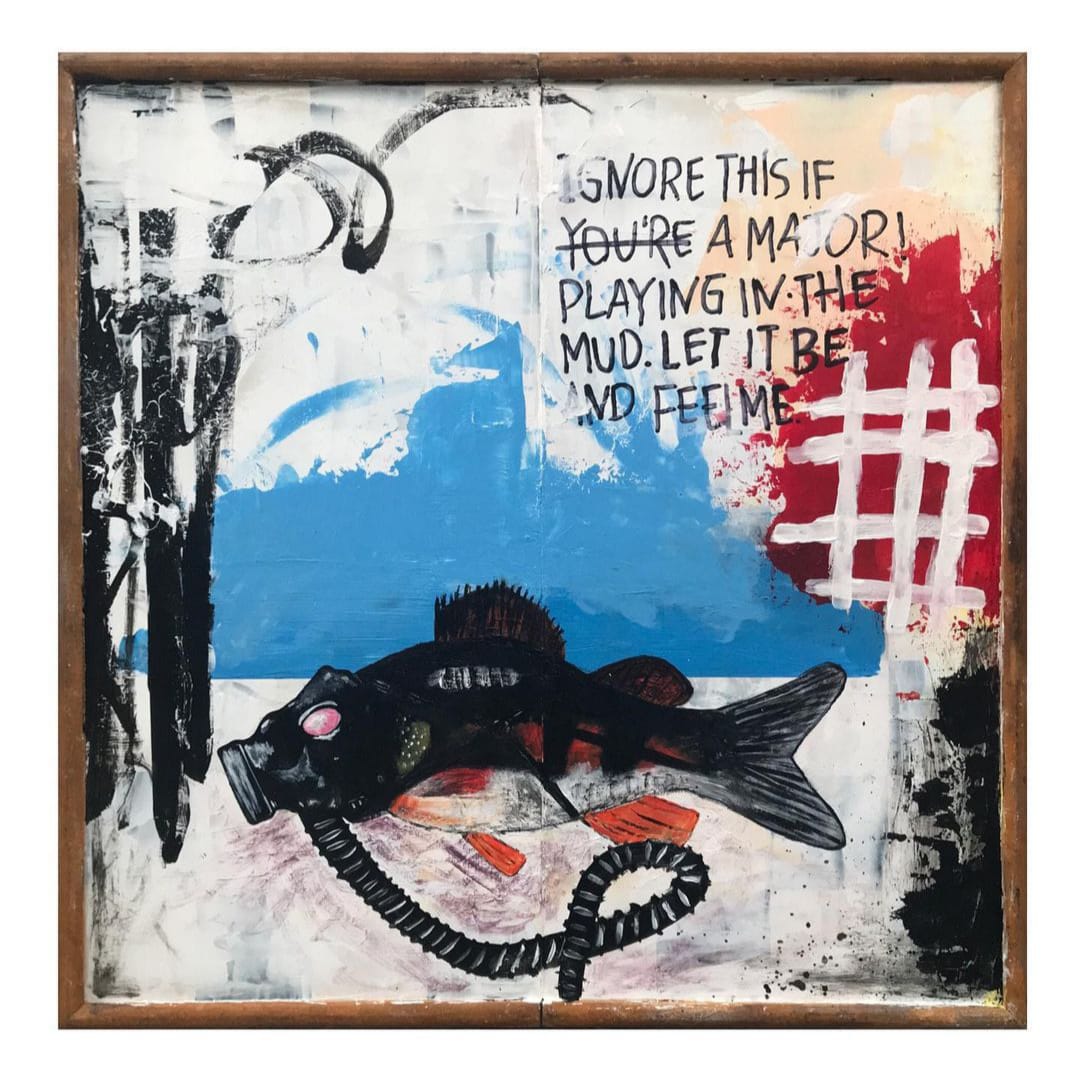 IGNORE THIS IF
YOU'RE A MAJOR!
PLAYING IN·THE
MUD. LET IT BE
AND FEEL ME.